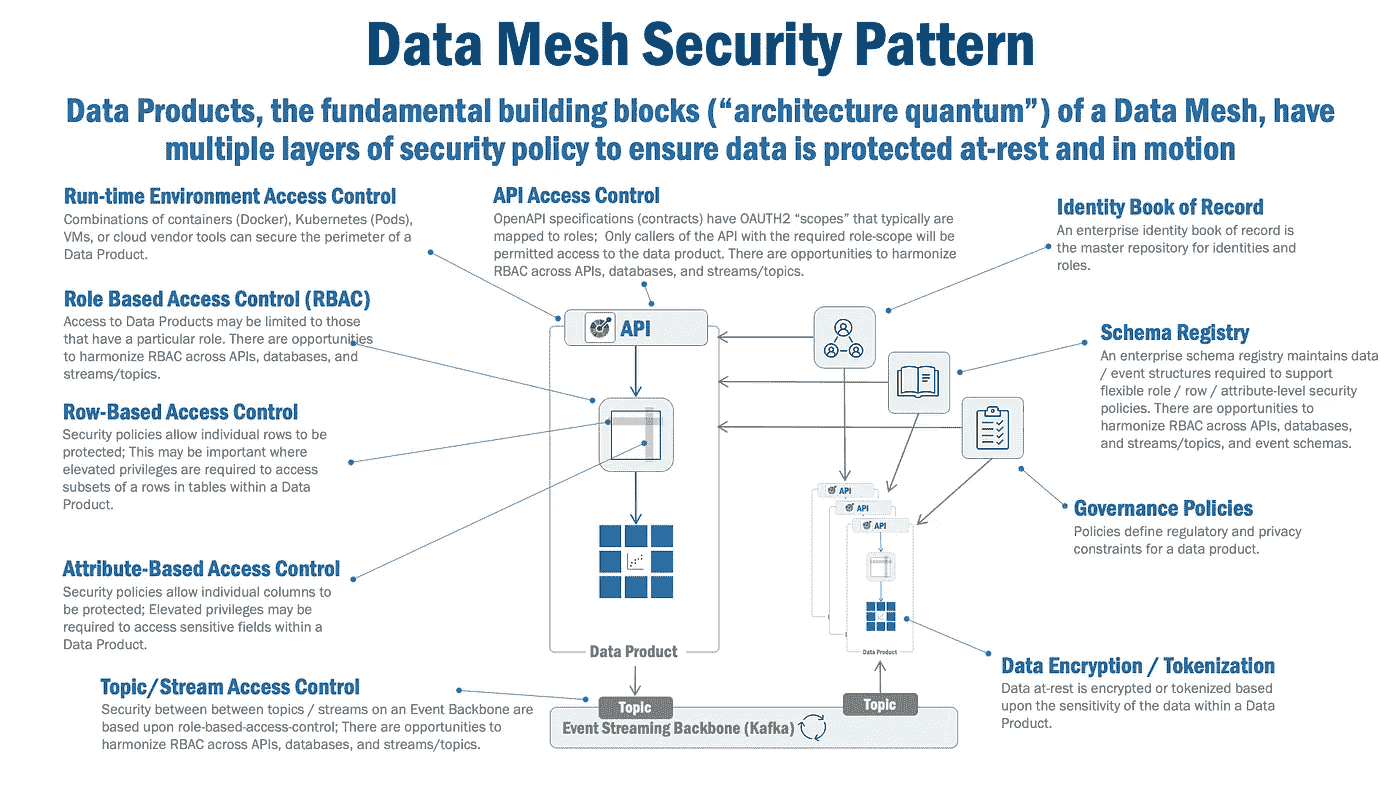 Data Mesh Security Pattern
Data Products, the fundamental building blocks (“architecture quantum”) of a Data Mesh, have
multiple layers of security policy to ensure data is protected at-rest and in motion
Run-time Environment Access Control
Combinations of containers (Docker), Kubernetes (Pods),
VMs, or cloud vendor tools can secure the perimeter of a
Data Product.
Role Based Access Control (RBAC)
Access to Data Products may be limited to those
that have a particular role. There are opportunities
to harmonize RBAC across APIs, databases, and
streams/topics.
Row-Based Access Control
Security policies allow individual rows to be
protected; This may be important where
elevated privileges are required to access
subsets of a rows in tables within a Data
Product.
Attribute-Based Access Control
Security policies allow individual columns to
be protected; Elevated privileges may be
required to access sensitive fields within a
Data Product.
Topic/Stream Access Control
Security between between topics / streams on an Event Backbone are
based upon role-based-access-control; There are opportunities to
harmonize RBAC across APIs, databases, and streams/topics.
API Access Control
OpenAPI specifications (contracts) have OAUTH2 “scopes” that typically are
mapped to roles;  Only callers of the API with the required role-scope will be
permitted access to the data product. There are opportunities to harmonize
RBAC across APIs, databases, and streams/topics.
API
Data Product
Topic
Event Streaming Backbone (Kafka)
API
API
API
Data Product
Topic
Identity Book of Record
An enterprise identity book of record is
the master repository for identities and
roles.
Schema Registry
An enterprise schema registry maintains data
/ event structures required to support
flexible role / row / attribute-level security
policies. There are opportunities to
harmonize RBAC across APIs, databases,
and streams/topics, and event schemas.
Governance Policies
Policies define regulatory and privacy
constraints for a data product.
Data Encryption / Tokenization
Data at-rest is encrypted or tokenized based
upon the sensitivity of the data within a Data
Product.